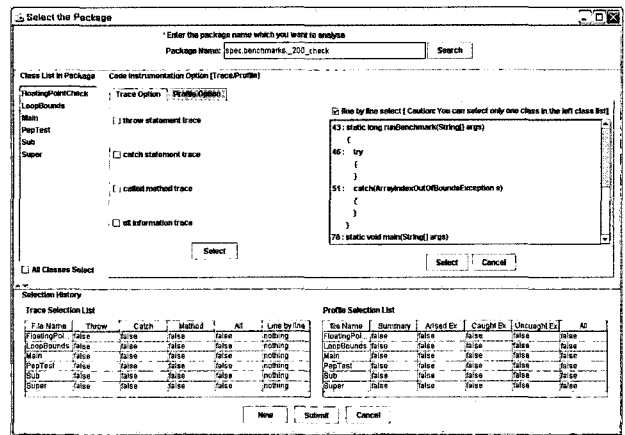 Select the Package
* Enter the package name which you want to analyse
Package Name: spec.benchmarks._200_check Search
Class List in Package
FloatingPointCheck
LoopBounds
Main
PepTest
Sub
Super
All Classes Select
Code Instrumentation Option [Trace/Profile]
Trace Option Profile Option
throw statement trace
catch statement trace
called method trace
all information trace
Select
line by line select [ Caution: You can select only one class in the left class list]
43 : static long runBenchmark(String[] args)
{
46 : try
{
}
51 : catch(ArrayIndexOutOfBoundsException e)
{
}
}
76 : static void main(String[] args)
Select Cancel
Selection History
Trace Selection List
File Name Throw Catch Method All Line by line
FloatingPoi... false false false false nothing
LoopBounds false false false false nothing
Main false false false false nothing
PepTest false false false false nothing
Sub false false false false nothing
Super false false false false nothing
Profile Selection List
file Name Summary Arised Ex Caught Ex Uncuaght Ex All
FloatingPoi... false false false false false
LoopBounds false false false false false
Main false false false false false
PepTest false false false false false
Sub false false false false false
Super false false false false false
New Submit Cancel